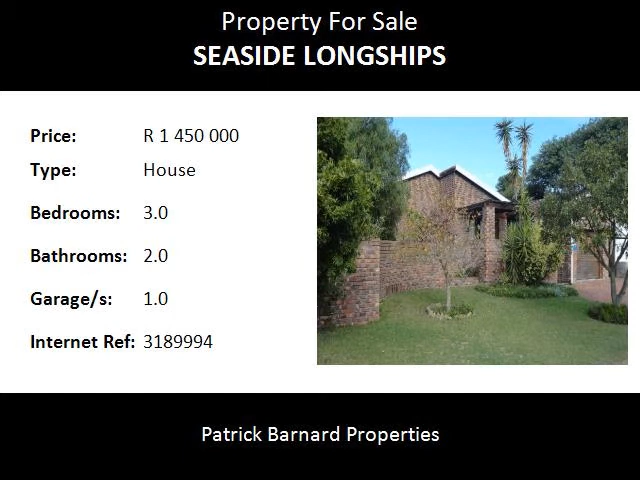 Property For Sale
SEASIDE LONGSHIPS
Price: R 1 450 000
Type: House
Bedrooms: 3.0
Bathrooms: 2.0
Garage/s: 1.0
Internet Ref: 3189994
Patrick Barnard Properties